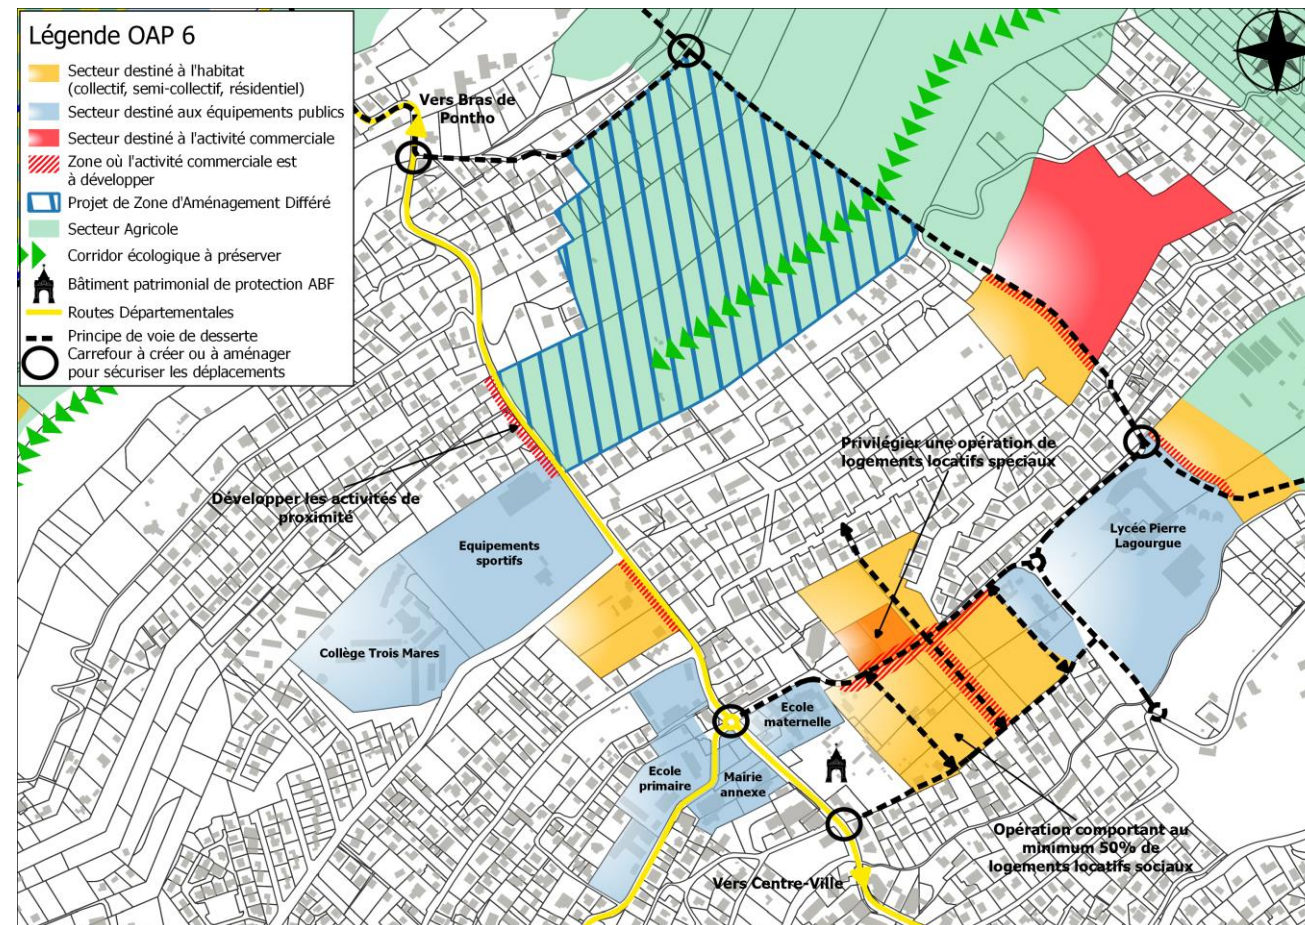 Légende OAP 6
Secteur destiné à l'habitat
(collectif, semi-collectif, résidentiel)
Secteur destiné aux équipements publics
Secteur destiné à l'activité commerciale
Zone où l'activité commerciale est
à développer
Projet de Zone d'Aménagement Différé
Secteur Agricole
Corridor écologique à préserver
Bâtiment patrimonial de protection ABF
Routes Départementales
Principe de voie de desserte
Carrefour à créer ou à aménager
pour sécuriser les déplacements
Vers Bras de
Pontho
Privilégier une opération de
logements locatifs spéciaux
Développer les activités de
proximité
Equipements
sportifs
Lycée Pierre
Lagourgue
Collège Trois Mares
Ecole
maternelle
Ecole
primaire
Mairie
annexe
Opération comportant au
minimum 50% de
logements locatifs sociaux
Vers Centre-Ville